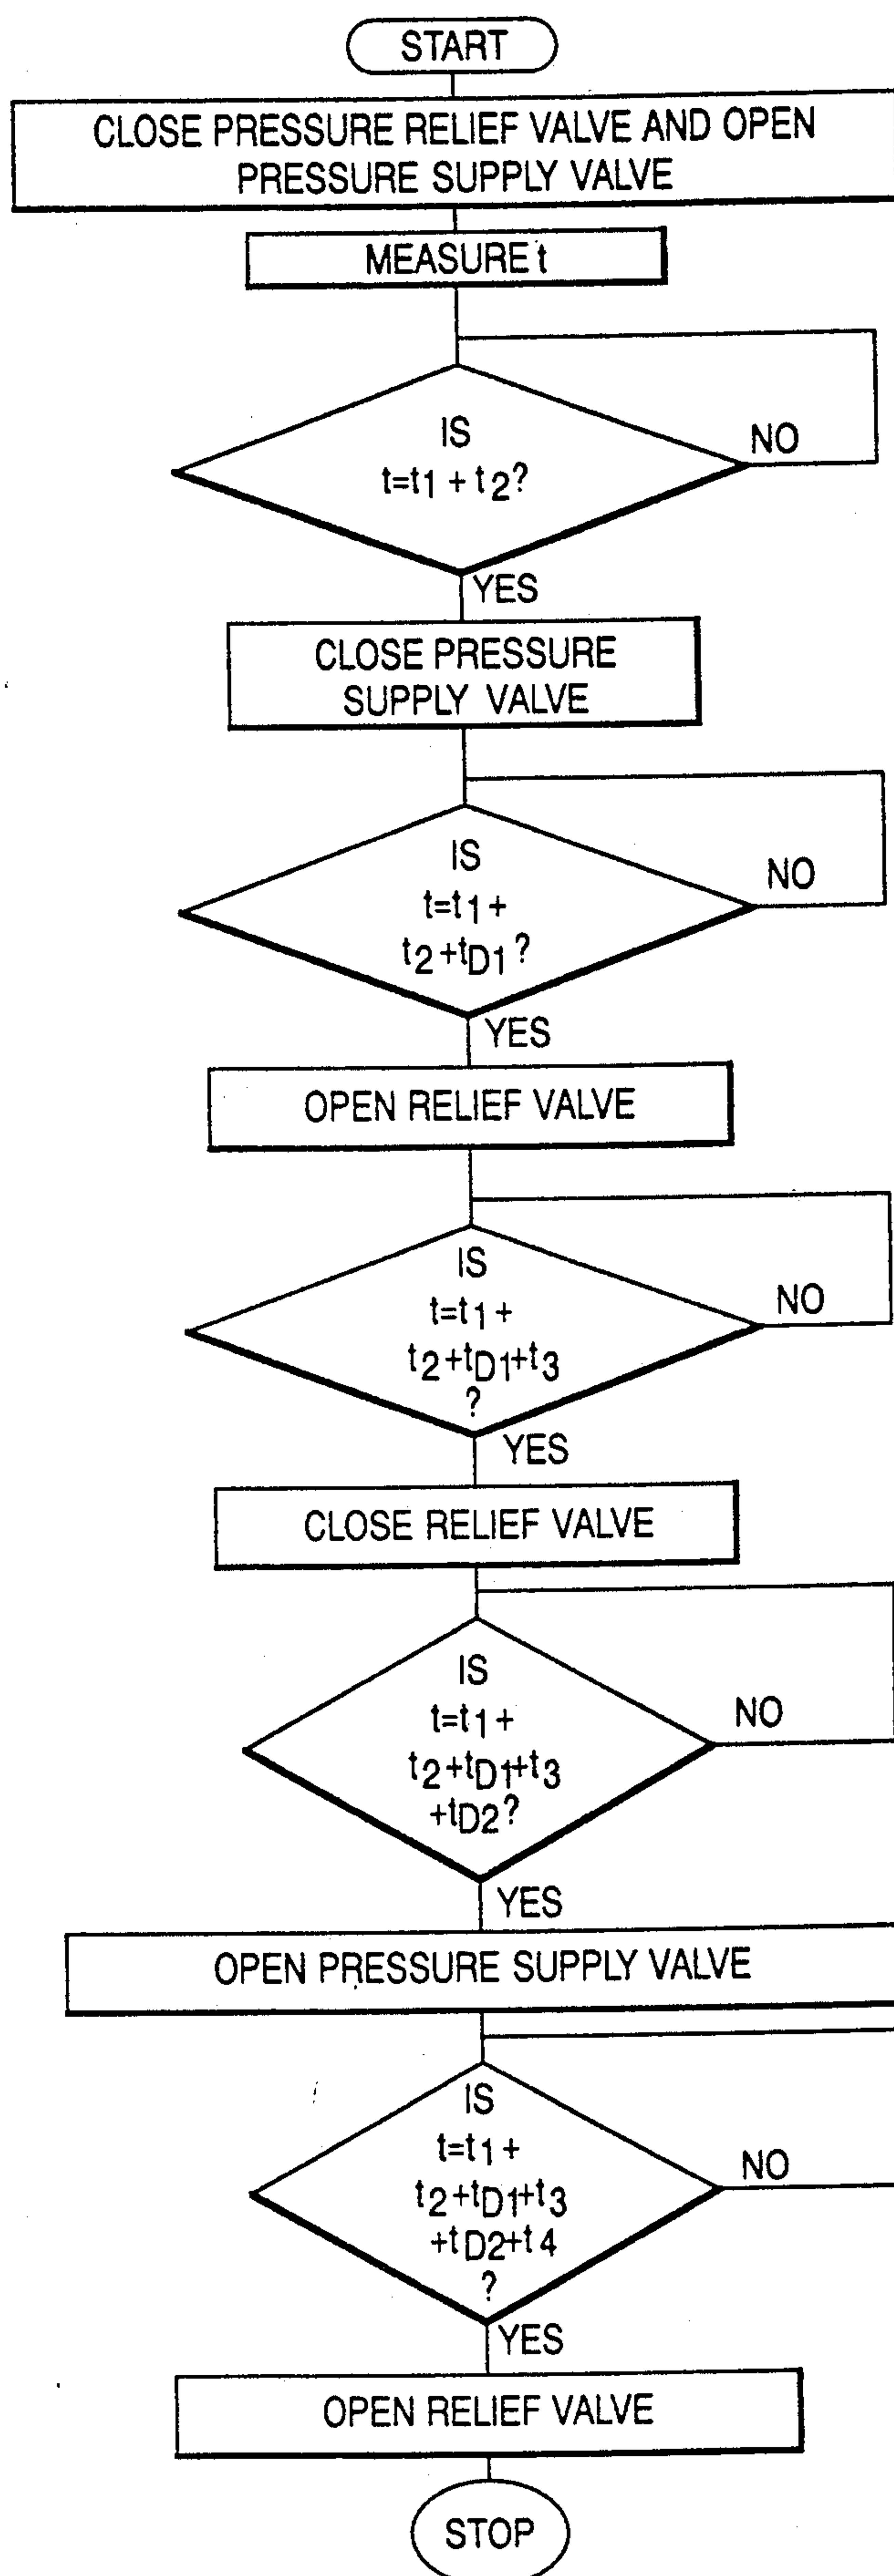 START
CLOSE PRESSURE RELIEF VALVE AND OPEN
PRESSURE SUPPLY VALVE
MEASURE t
IS
t=t1 + t2?
NO
YES
CLOSE PRESSURE
SUPPLY VALVE
IS
t=t1+
t2+tD1?
NO
YES
OPEN RELIEF VALVE
IS
t=t1+
t2+tD1+t3
?
NO
YES
CLOSE RELIEF VALVE
IS
t=t1+
t2+tD1+t3
+tD2?
NO
YES
OPEN PRESSURE SUPPLY VALVE
IS
t=t1+
t2+tD1+t3
+tD2+t4
?
NO
YES
OPEN RELIEF VALVE
STOP